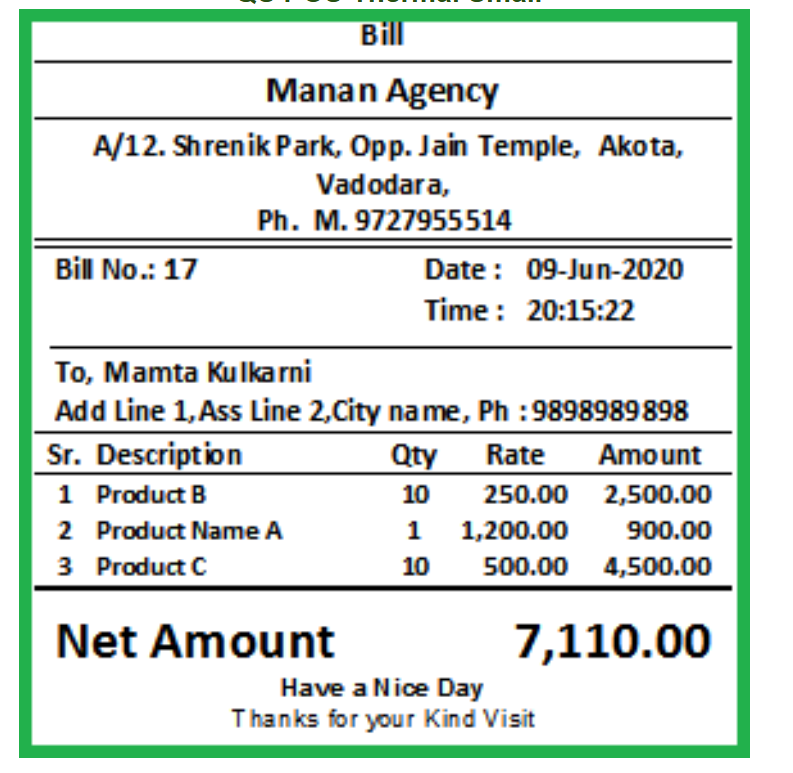 Bill
Manan Agency
A/12. Shrenik Park, Opp. Jain Temple, Akota,
Vadodara,
Ph. M. 9727955514
Bill No.: 17 Date : 09-Jun-2020
Time : 20:15:22
To, Mamta Kulkarni
Add Line 1,Ass Line 2,City name, Ph : 9898989898
Sr. Description Qty Rate Amount
1 Product B 10 250.00 2,500.00
2 Product Name A 1 1,200.00 900.00
3 Product C 10 500.00 4,500.00
Net Amount 7,110.00
Have a Nice Day
Thanks for your Kind Visit